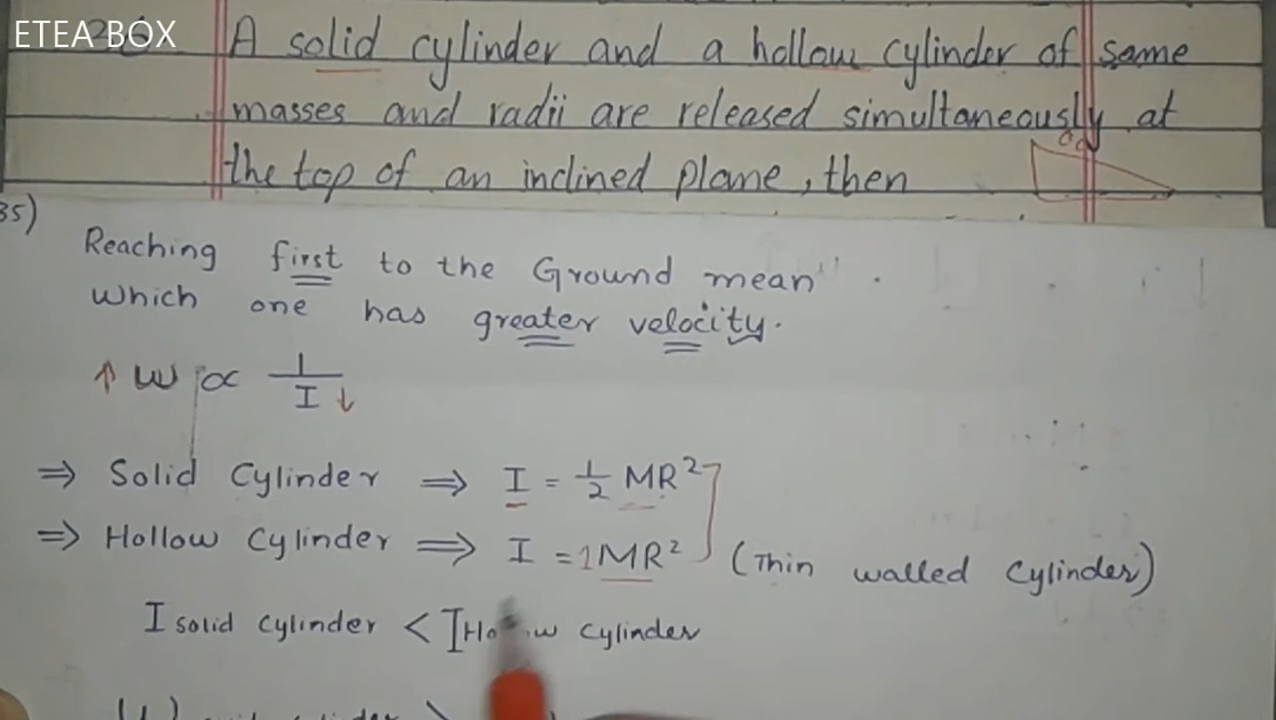 ETEA BOX
A solid cylinder and a hollow cylinder of same
masses and radii are released simultaneously at
the top of an inclined plane, then
35)
Reaching first to the Ground mean".
which one has greater velocity.
↑ W ∝ 1/I ↓
⇒ Solid Cylinder ⇒ I = 1/2 MR²
⇒ Hollow Cylinder ⇒ I = 1MR² (Thin walled Cylinder)
I solid cylinder < I Hollow cylinder